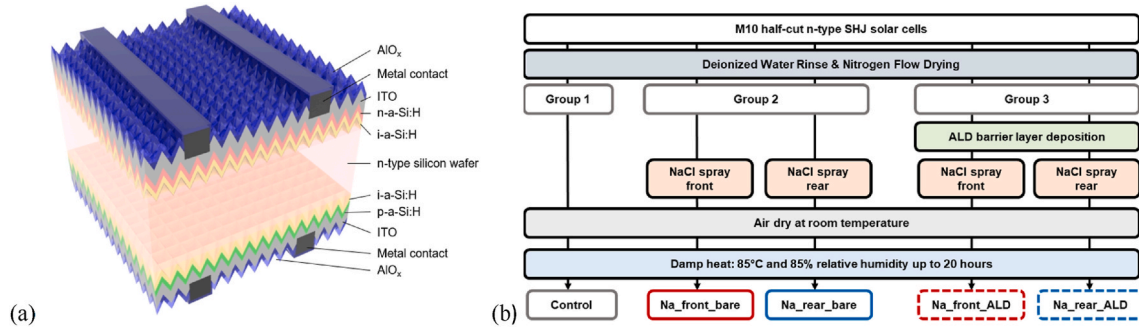 (a)
AlOx
Metal contact
ITO
n-a-Si:H
i-a-Si:H
n-type silicon wafer
i-a-Si:H
p-a-Si:H
ITO
Metal contact
AlOx
(b)
M10 half-cut n-type SHJ solar cells
Deionized Water Rinse & Nitrogen Flow Drying
Group 1
Group 2
Group 3
ALD barrier layer deposition
NaCl spray
front
NaCl spray
rear
NaCl spray
front
NaCl spray
rear
Air dry at room temperature
Damp heat: 85°C and 85% relative humidity up to 20 hours
Control
Na_front_bare
Na_rear_bare
Na_front_ALD
Na_rear_ALD